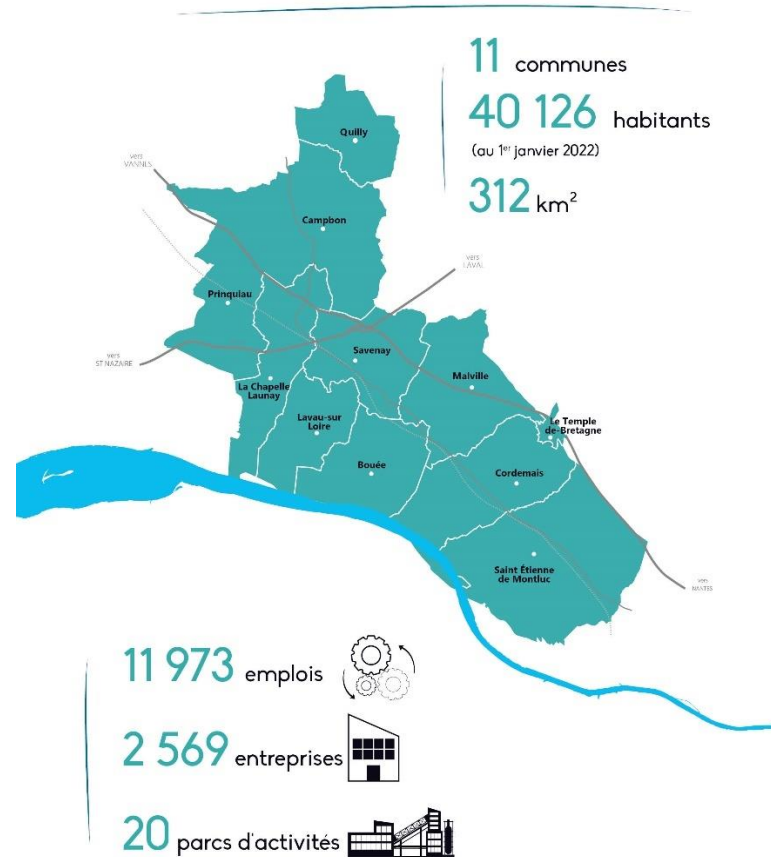 11 communes
40 126 habitants
(au 1er janvier 2022)
312 km²
Quilly
vers
VANNES
Campbon
vers
LAVAL
Prinquiau
Savenay
vers
ST NAZAIRE
Malville
La Chapelle
Launay
Le Temple
de-Bretagne
Lavau-sur
Loire
Bouée
Cordemais
Saint Étienne
de Montluc
vers
NANTES
11 973 emplois
2 569 entreprises
20 parcs d'activités